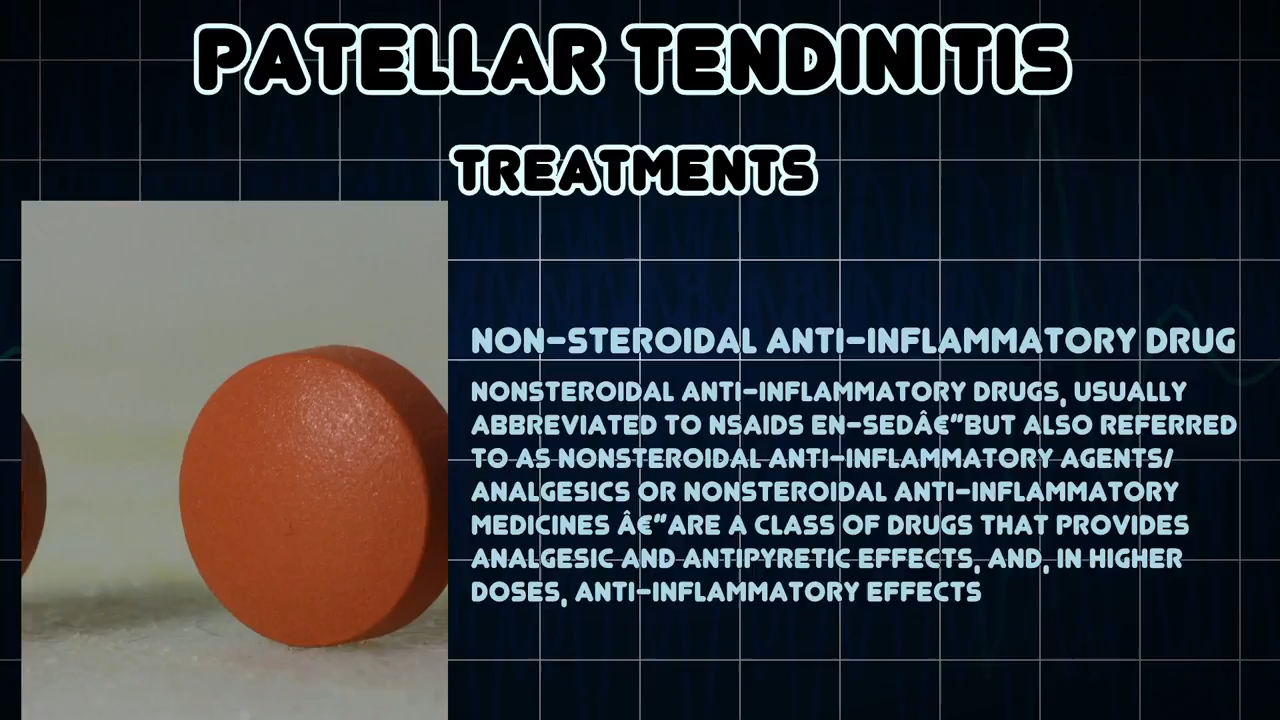 PATELLAR TENDINITIS
TREATMENTS
NON-STEROIDAL ANTI-INFLAMMATORY DRUG
NONSTEROIDAL ANTI-INFLAMMATORY DRUGS, USUALLY
ABBREVIATED TO NSAIDS EN-SEDÂ€"BUT ALSO REFERRED
TO AS NONSTEROIDAL ANTI-INFLAMMATORY AGENTS/
ANALGESICS OR NONSTEROIDAL ANTI-INFLAMMATORY
MEDICINES Â€"ARE A CLASS OF DRUGS THAT PROVIDES
ANALGESIC AND ANTIPYRETIC EFFECTS, AND, IN HIGHER
DOSES, ANTI-INFLAMMATORY EFFECTS